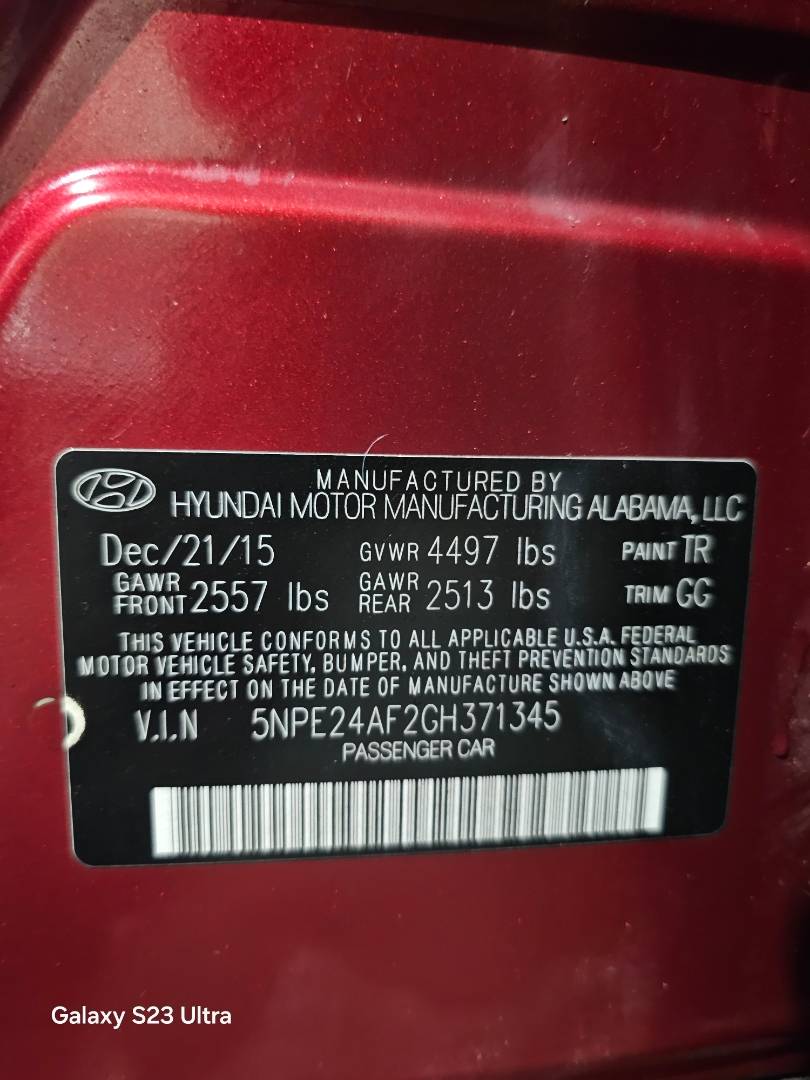 MANUFACTURED BY
HYUNDAI MOTOR MANUFACTURING ALABAMA, LLC
Dec/21/15 GVWR 4497 lbs PAINT TR
GAWR FRONT 2557 lbs GAWR REAR 2513 lbs TRIM GG
THIS VEHICLE CONFORMS TO ALL APPLICABLE U.S.A. FEDERAL
MOTOR VEHICLE SAFETY, BUMPER, AND THEFT PREVENTION STANDARDS
IN EFFECT ON THE DATE OF MANUFACTURE SHOWN ABOVE
V.I.N 5NPE24AF2GH371345
PASSENGER CAR
Galaxy S23 Ultra